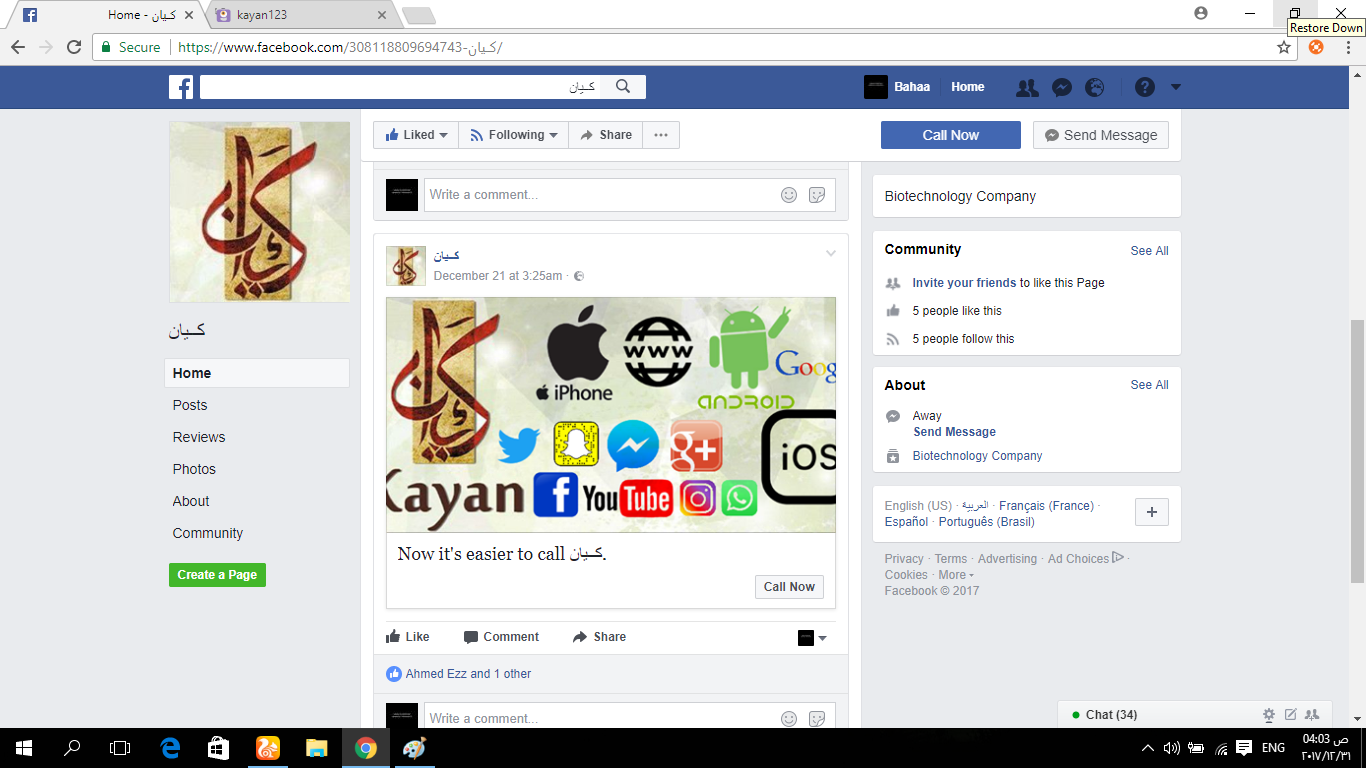 Home - كـيان
kayan123
Restore Down
Secure
https://www.facebook.com/308118809694743-كـيان/
كـيان
Bahaa
Home
Liked
Following
Share
Call Now
Send Message
كـيان
Home
Posts
Reviews
Photos
About
Community
Create a Page
Write a comment...
كـيان
December 21 at 3:25am ·
كيان
iPhone
www
ANDROID
Goog
iOS
Kayan
You Tube
Now it's easier to call كـيان.
Call Now
Like
Comment
Share
Ahmed Ezz and 1 other
Write a comment...
Biotechnology Company
Community
See All
Invite your friends to like this Page
5 people like this
5 people follow this
About
See All
Away
Send Message
Biotechnology Company
English (US) · العربية · Français (France) ·
Español · Português (Brasil)
Privacy · Terms · Advertising · Ad Choices ·
Cookies · More
Facebook © 2017
Chat (34)
ENG
04:03 ص
٢٠١٧/١٢/٣١